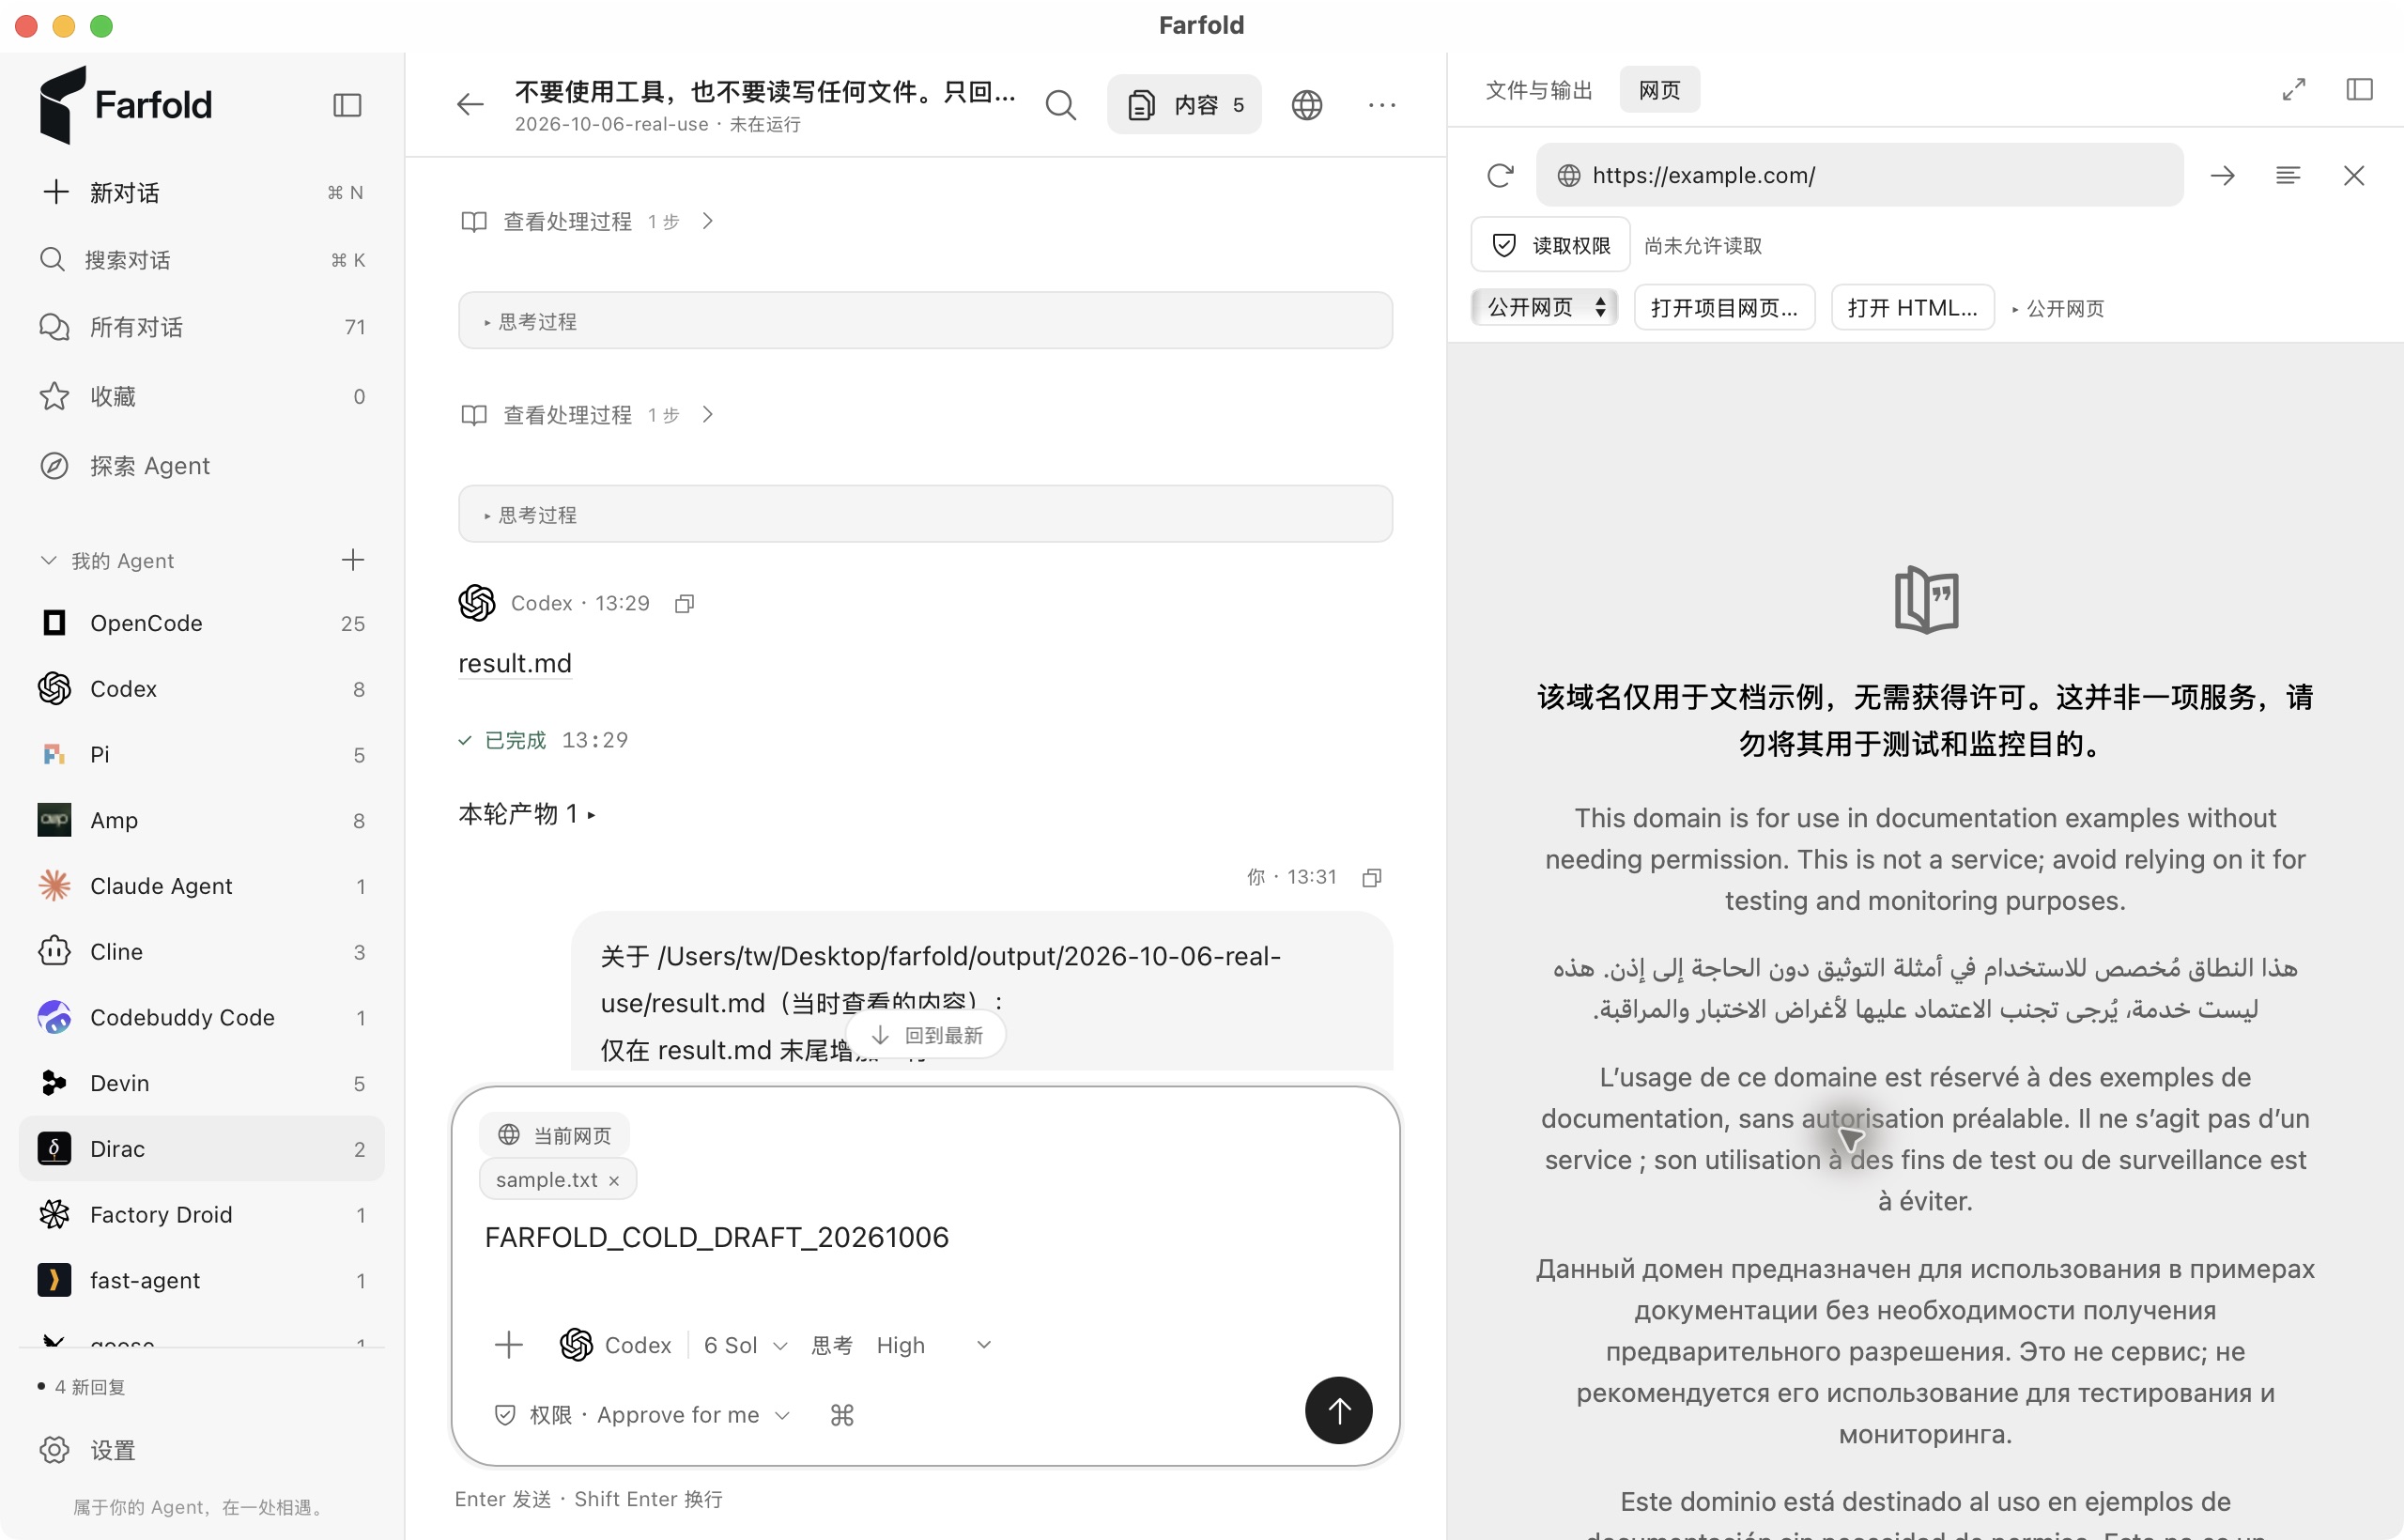 Farfold
Farfold
新对话 ⌘ N
搜索对话 ⌘ K
所有对话 71
收藏 0
探索 Agent
我的 Agent
OpenCode 25
Codex 8
Pi 5
Amp 8
Claude Agent 1
Cline 3
Codebuddy Code 1
Devin 5
Dirac 2
Factory Droid 1
fast-agent 1
4 新回复
设置
属于你的 Agent，在一处相遇。
不要使用工具，也不要读写任何文件。只回...
2026-10-06-real-use · 未在运行
内容 5
查看处理过程 1 步
思考过程
查看处理过程 1 步
思考过程
Codex · 13:29
result.md
已完成 13:29
本轮产物 1
你 · 13:31
关于 /Users/tw/Desktop/farfold/output/2026-10-06-real-
use/result.md（当时查看的内容）：
仅在 result.md 末尾增加
回到最新
当前网页
sample.txt ×
FARFOLD_COLD_DRAFT_20261006
Codex 6 Sol 思考 High
权限 · Approve for me ⌘
Enter 发送 · Shift Enter 换行
文件与输出 网页
https://example.com/
读取权限 尚未允许读取
公开网页 打开项目网页... 打开 HTML... 公开网页
该域名仅用于文档示例，无需获得许可。这并非一项服务，请
勿将其用于测试和监控目的。
This domain is for use in documentation examples without
needing permission. This is not a service; avoid relying on it for
testing and monitoring purposes.
هذا النطاق مُخصص للاستخدام في أمثلة التوثيق دون الحاجة إلى إذن. هذه
ليست خدمة، يُرجى تجنب الاعتماد عليها لأغراض الاختبار والمراقبة.
L’usage de ce domaine est réservé à des exemples de
documentation, sans autorisation préalable. Il ne s’agit pas d’un
service ; son utilisation à des fins de test ou de surveillance est
à éviter.
Данный домен предназначен для использования в примерах
документации без необходимости получения
предварительного разрешения. Это не сервис; не
рекомендуется его использование для тестирования и
мониторинга.
Este dominio está destinado al uso en ejemplos de